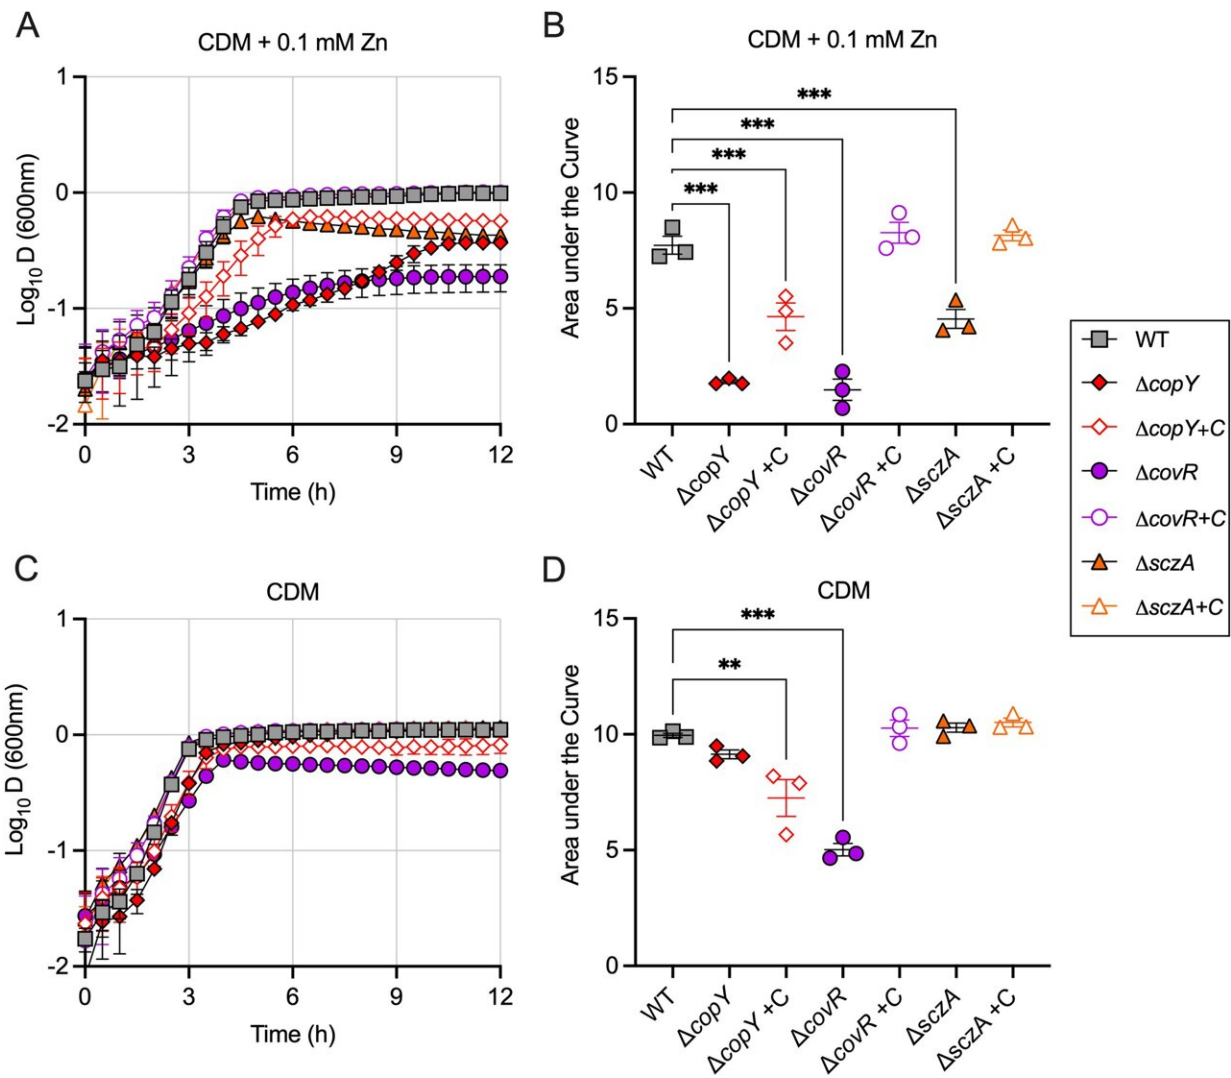 A
CDM + 0.1 mM Zn
Log10 D (600nm)
1
0
-1
-2
0
3
6
9
12
Time (h)
B
CDM + 0.1 mM Zn
Area under the Curve
15
10
5
0
***
***
***
***
WT
ΔcopY
ΔcopY +C
ΔcovR
ΔcovR +C
ΔsczA
ΔsczA +C
WT
ΔcopY
ΔcopY+C
ΔcovR
ΔcovR+C
ΔsczA
ΔsczA+C
C
CDM
Log10 D (600nm)
1
0
-1
-2
0
3
6
9
12
Time (h)
D
CDM
Area under the Curve
15
10
5
0
***
**
WT
ΔcopY
ΔcopY +C
ΔcovR
ΔcovR +C
ΔsczA
ΔsczA +C